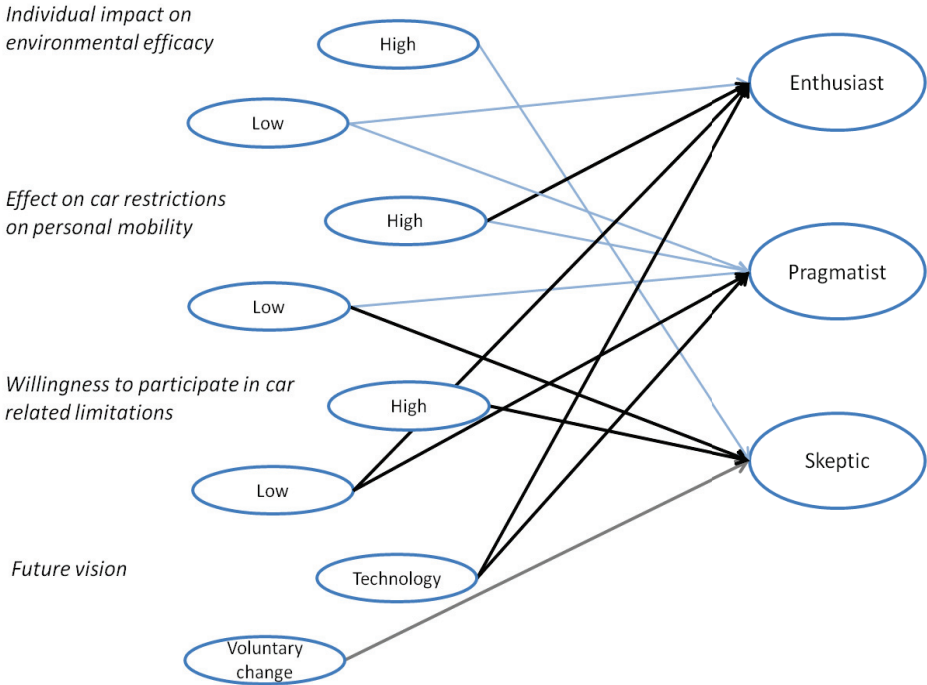 Individual impact on
environmental efficacy
High
Enthusiast
Low
Effect on car restrictions
on personal mobility
High
Pragmatist
Low
Willingness to participate in car
related limitations
High
Skeptic
Low
Future vision
Technology
Voluntary
change